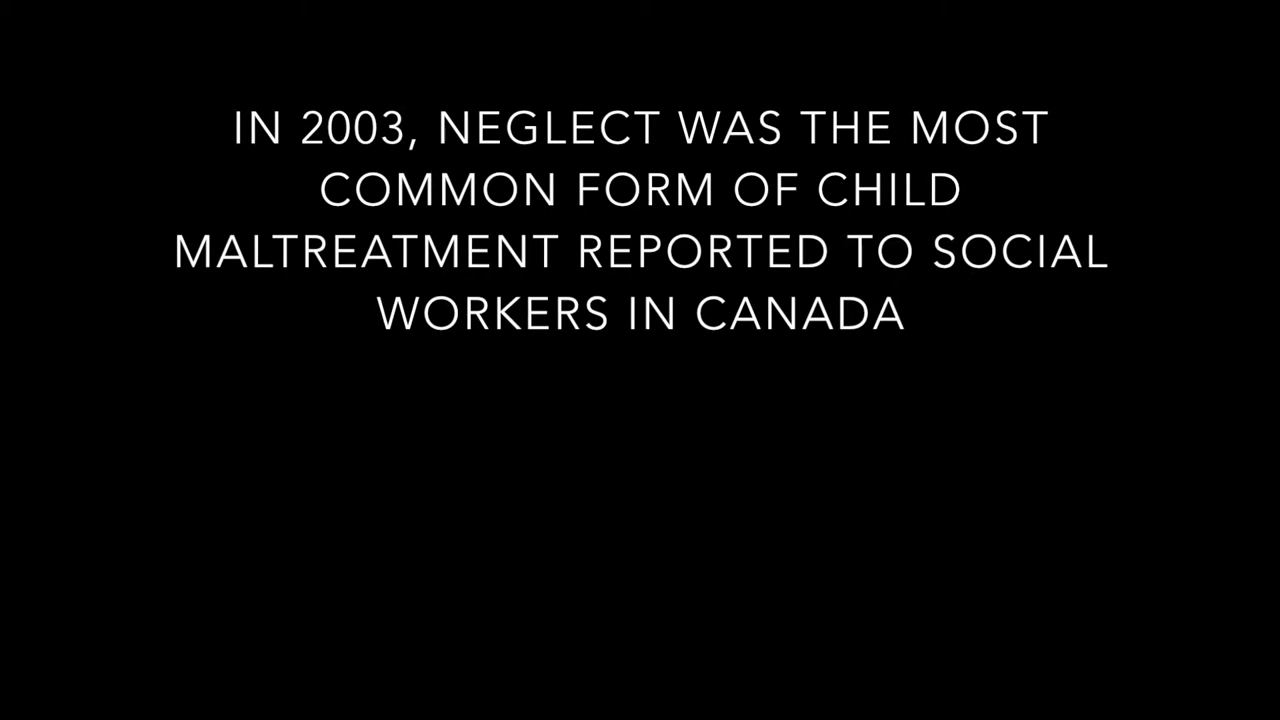 IN 2003, NEGLECT WAS THE MOST
COMMON FORM OF CHILD
MALTREATMENT REPORTED TO SOCIAL
WORKERS IN CANADA